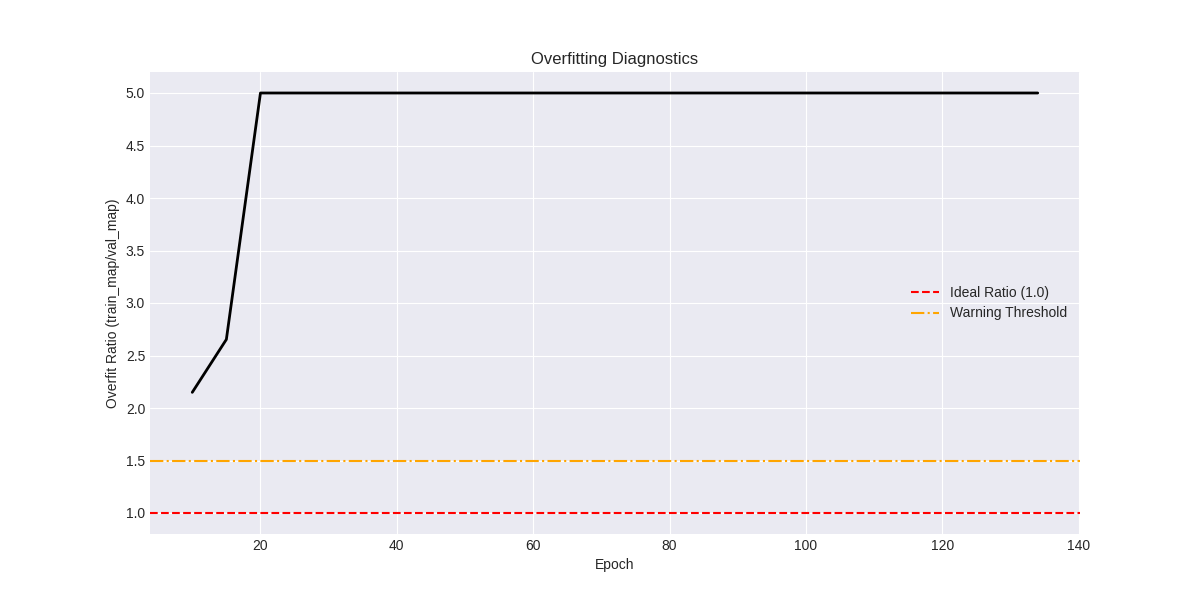 Overfitting Diagnostics
Overfit Ratio (train_map/val_map)
5.0
4.5
4.0
3.5
3.0
2.5
2.0
1.5
1.0
Ideal Ratio (1.0)
Warning Threshold
20 40 60 80 100 120 140
Epoch